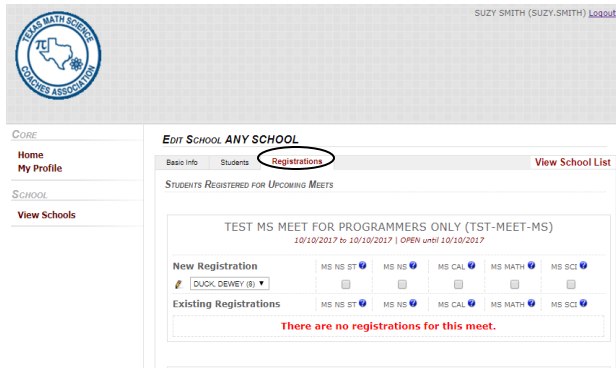 SUZY SMITH (SUZY.SMITH) Logout
TEXAS MATH SCIENCE
π
COACHES ASSOCIATION
CORE
Home
My Profile
SCHOOL
View Schools
EDIT SCHOOL ANY SCHOOL
Basic Info Students Registrations View School List
STUDENTS REGISTERED FOR UPCOMING MEETS
TEST MS MEET FOR PROGRAMMERS ONLY (TST-MEET-MS)
10/10/2017 to 10/10/2017 | OPEN until 10/10/2017
New Registration MS NS ST ? MS NS ? MS CAL ? MS MATH ? MS SCI ?
DUCK, DEWEY (8) ▼
Existing Registrations MS NS ST ? MS NS ? MS CAL ? MS MATH ? MS SCI ?
There are no registrations for this meet.